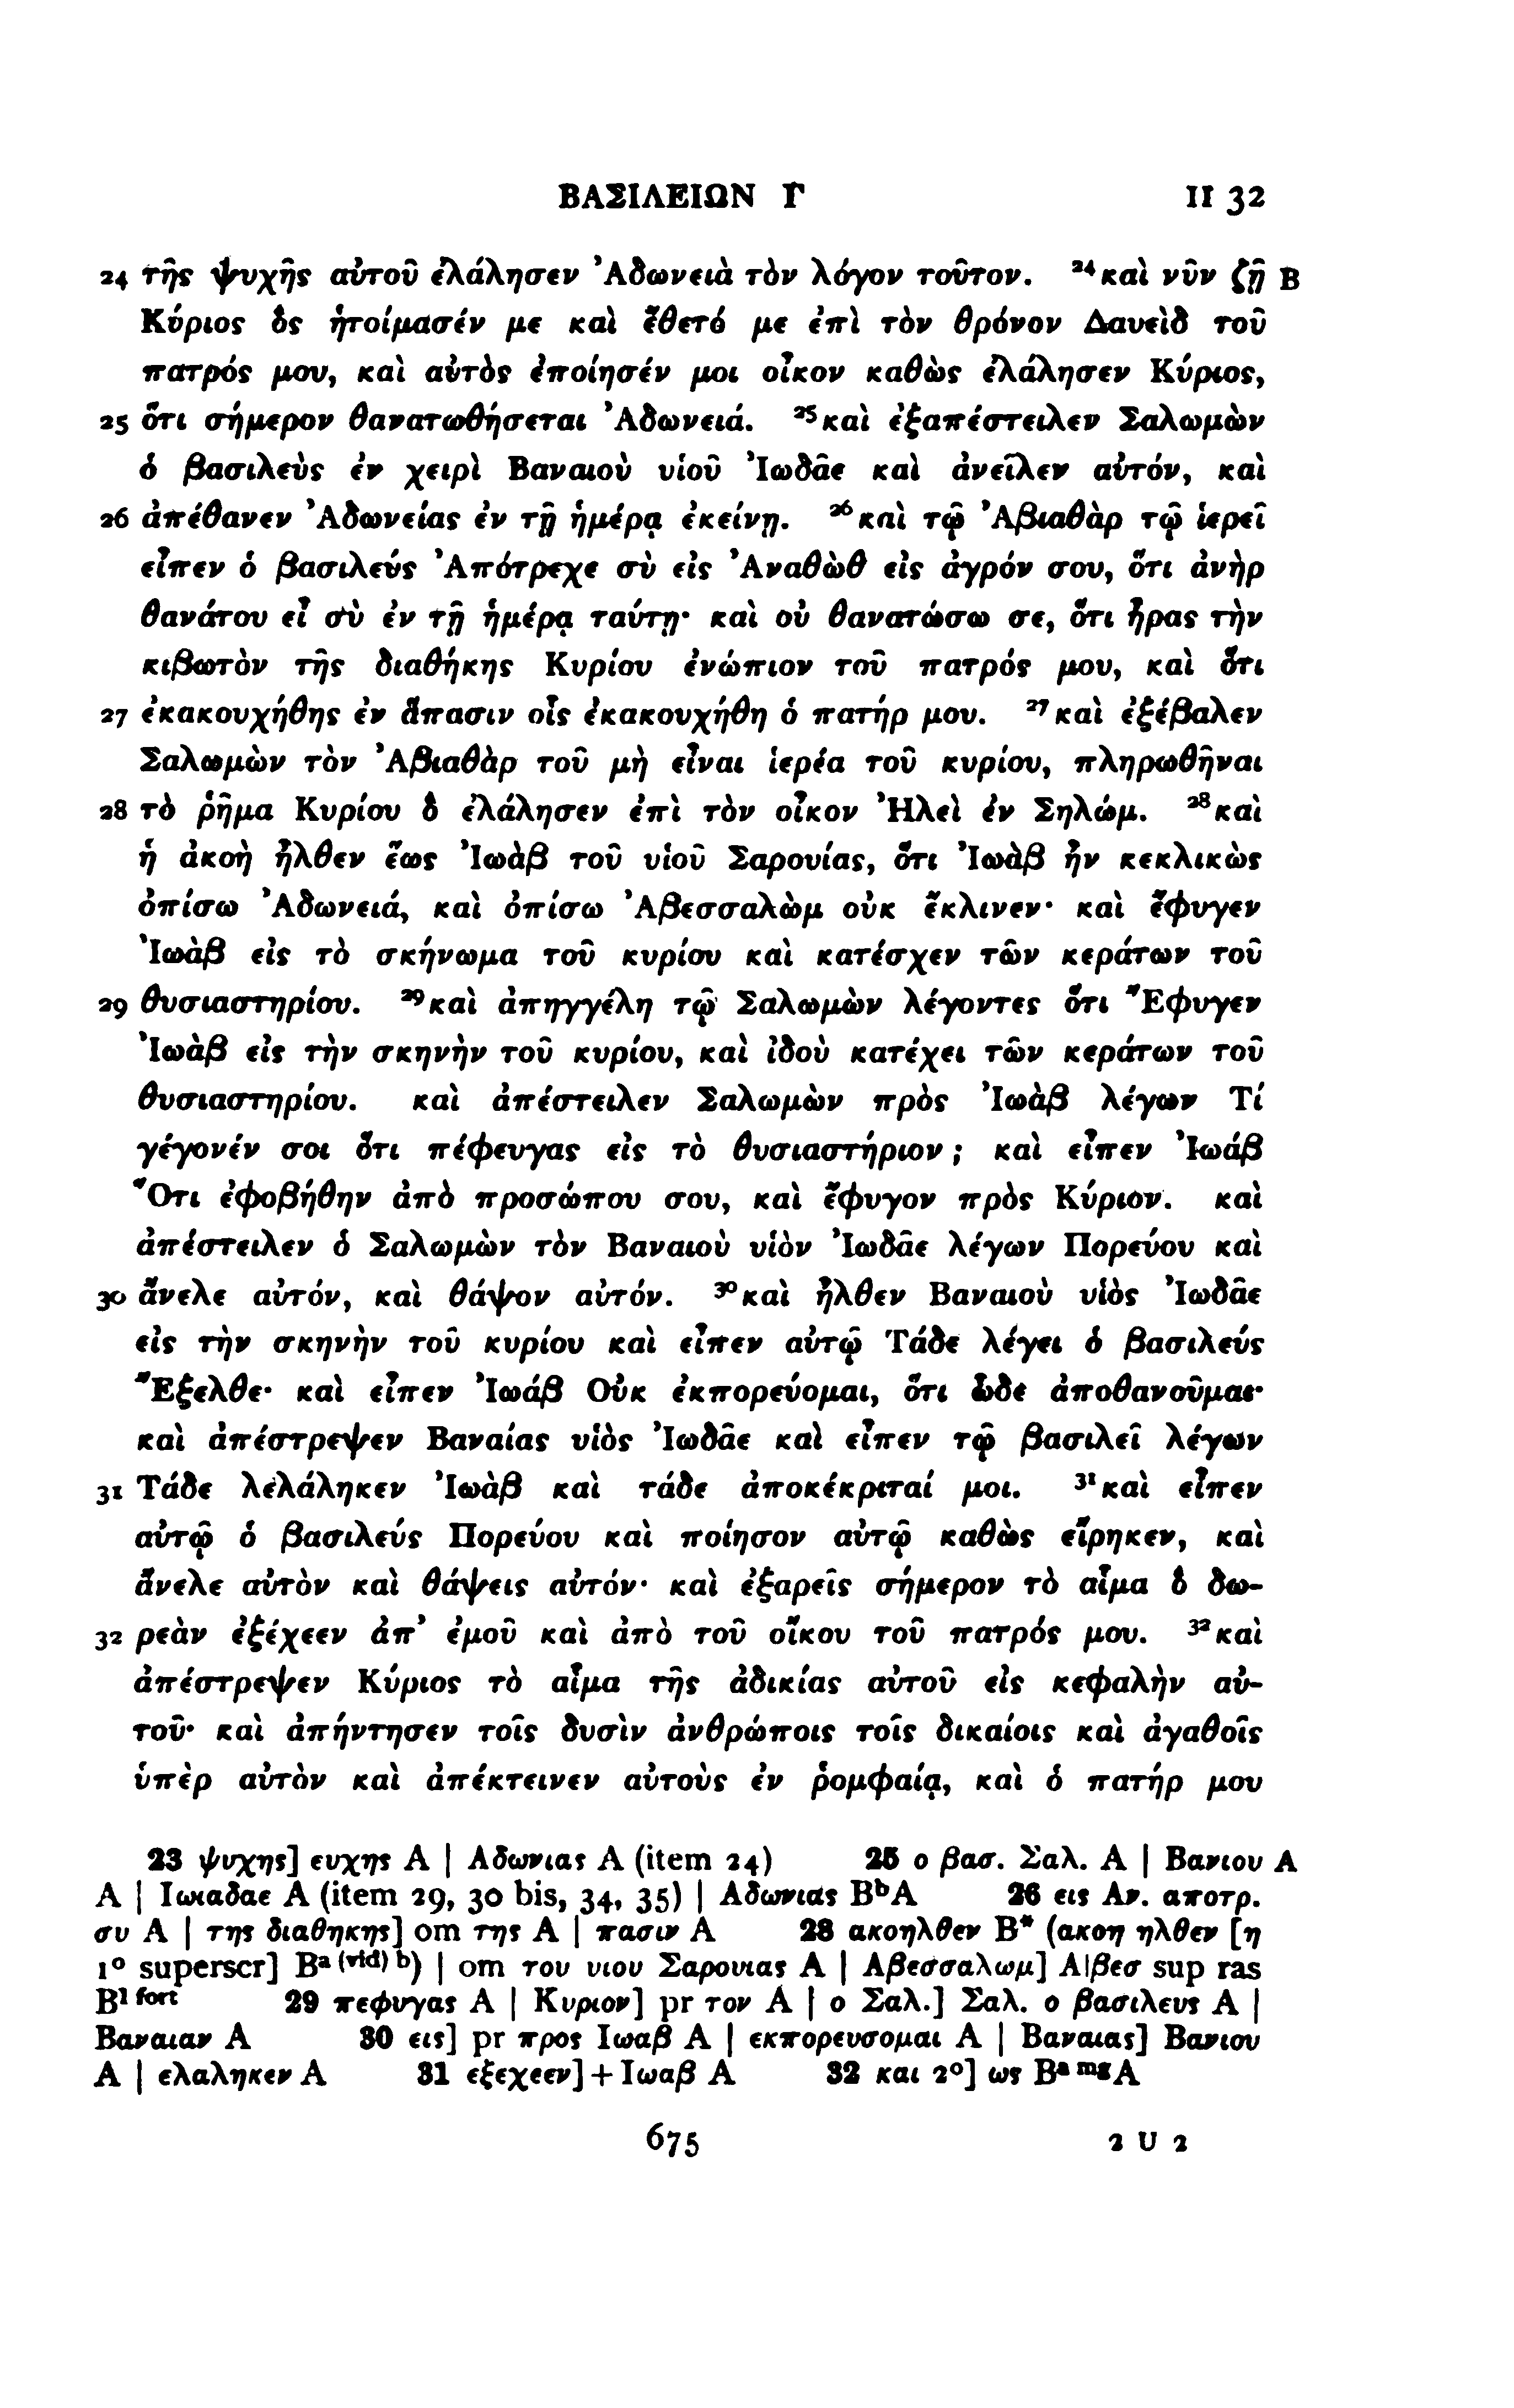 ΒΑΣΙΛΕΙΩΝ Γ II 32
24 τῆς ψυχῆς αὐτοῦ ἐλάλησεν Ἀδωνειὰ τὸν λόγον τοῦτον. ²⁴καὶ νῦν ζῇ B
Κύριος ὃς ἡτοίμασέν με καὶ ἔθετό με ἐπὶ τὸν θρόνον Δαυεὶδ τοῦ
πατρός μου, καὶ αὐτὸς ἐποίησέν μοι οἶκον καθὼς ἐλάλησεν Κύριος,
25 ὅτι σήμερον θανατωθήσεται Ἀδωνειά. ²⁵καὶ ἐξαπέστειλεν Σαλωμὼν
ὁ βασιλεὺς ἐν χειρὶ Βαναιοὺ υἱοῦ Ἰωδᾶε καὶ ἀνεῖλεν αὐτόν, καὶ
26 ἀπέθανεν Ἀδωνείας ἐν τῇ ἡμέρᾳ ἐκείνῃ. ²⁶καὶ τῷ Ἀβιαθὰρ τῷ ἱερεῖ
εἶπεν ὁ βασιλεύς Ἀπότρεχε σὺ εἰς Ἀναθὼθ εἰς ἀγρόν σου, ὅτι ἀνὴρ
θανάτου εἶ σὺ ἐν τῇ ἡμέρᾳ ταύτῃ· καὶ οὐ θανατώσω σε, ὅτι ἦρας τὴν
κιβωτὸν τῆς διαθήκης Κυρίου ἐνώπιον τοῦ πατρός μου, καὶ ὅτι
27 ἐκακουχήθης ἐν ἅπασιν οἷς ἐκακουχήθη ὁ πατήρ μου. ²⁷καὶ ἐξέβαλεν
Σαλωμὼν τὸν Ἀβιαθὰρ τοῦ μὴ εἶναι ἱερέα τοῦ κυρίου, πληρωθῆναι
28 τὸ ῥῆμα Κυρίου ὃ ἐλάλησεν ἐπὶ τὸν οἶκον Ἡλεὶ ἐν Σηλώμ. ²⁸καὶ
ἡ ἀκοὴ ἦλθεν ἕως Ἰωὰβ τοῦ υἱοῦ Σαρουίας, ὅτι Ἰωὰβ ἦν κεκλικὼς
ὀπίσω Ἀδωνειά, καὶ ὀπίσω Ἀβεσσαλὼμ οὐκ ἔκλινεν· καὶ ἔφυγεν
Ἰωὰβ εἰς τὸ σκήνωμα τοῦ κυρίου καὶ κατέσχεν τῶν κεράτων τοῦ
29 θυσιαστηρίου. ²⁹καὶ ἀπηγγέλη τῷ Σαλωμὼν λέγοντες ὅτι Ἔφυγεν
Ἰωὰβ εἰς τὴν σκηνὴν τοῦ κυρίου, καὶ ἰδοὺ κατέχει τῶν κεράτων τοῦ
θυσιαστηρίου. καὶ ἀπέστειλεν Σαλωμὼν πρὸς Ἰωὰβ λέγων Τί
γέγονέν σοι ὅτι πέφευγας εἰς τὸ θυσιαστήριον; καὶ εἶπεν Ἰωάβ
Ὅτι ἐφοβήθην ἀπὸ προσώπου σου, καὶ ἔφυγον πρὸς Κύριον. καὶ
ἀπέστειλεν ὁ Σαλωμὼν τὸν Βαναιοὺ υἱὸν Ἰωδᾶε λέγων Πορεύου καὶ
30 ἄνελε αὐτόν, καὶ θάψον αὐτόν. ³⁰καὶ ἦλθεν Βαναιοὺ υἱὸς Ἰωδᾶε
εἰς τὴν σκηνὴν τοῦ κυρίου καὶ εἶπεν αὐτῷ Τάδε λέγει ὁ βασιλεύς
Ἔξελθε· καὶ εἶπεν Ἰωάβ Οὐκ ἐκπορεύομαι, ὅτι ὧδε ἀποθανοῦμαι·
καὶ ἀπέστρεψεν Βαναίας υἱὸς Ἰωδᾶε καὶ εἶπεν τῷ βασιλεῖ λέγων
31 Τάδε λελάληκεν Ἰωὰβ καὶ τάδε ἀποκέκριταί μοι. ³¹καὶ εἶπεν
αὐτῷ ὁ βασιλεύς Πορεύου καὶ ποίησον αὐτῷ καθὼς εἴρηκεν, καὶ
ἄνελε αὐτὸν καὶ θάψεις αὐτόν· καὶ ἐξαρεῖς σήμερον τὸ αἷμα ὃ δω-
32 ρεὰν ἐξέχεεν ἀπ’ ἐμοῦ καὶ ἀπὸ τοῦ οἴκου τοῦ πατρός μου. ³²καὶ
ἀπέστρεψεν Κύριος τὸ αἷμα τῆς ἀδικίας αὐτοῦ εἰς κεφαλὴν αὐ-
τοῦ· καὶ ἀπήντησεν τοῖς δυσὶν ἀνθρώποις τοῖς δικαίοις καὶ ἀγαθοῖς
ὑπὲρ αὐτὸν καὶ ἀπέκτεινεν αὐτοὺς ἐν ῥομφαίᾳ, καὶ ὁ πατήρ μου
23 ψυχης] ευχης A | Αδωνιας A (item 24) 25 ο βασ. Σαλ. A | Βανιου A
A | Ιωιαδαε A (item 29, 30 bis, 34, 35) | Αδωνιας BᵇA 26 εις Αν. αποτρ.
συ A | της διαθηκης] om της A | πασιν A 28 ακοηλθεν B* (ακοη ηλθεν [η
1° superscr] Bᵃ ⁽ᵛⁱᵈ⁾ ᵇ) | om του υιου Σαρουιας A | Αβεσσαλωμ] Α|βεσ sup ras
B¹ ᶠᵒʳᵗ 29 πεφυγας A | Κυριον] pr τον A | ο Σαλ.] Σαλ. ο βασιλευς A |
Βαναιαν A 30 εις] pr προς Ιωαβ A | εκπορευσομαι A | Βαναιας] Βανιου
A | ελαληκεν A 31 εξεχεεν]+Ιωαβ A 32 και 2°] ως Bᵃ ᵐᵍA
675 2 U 2